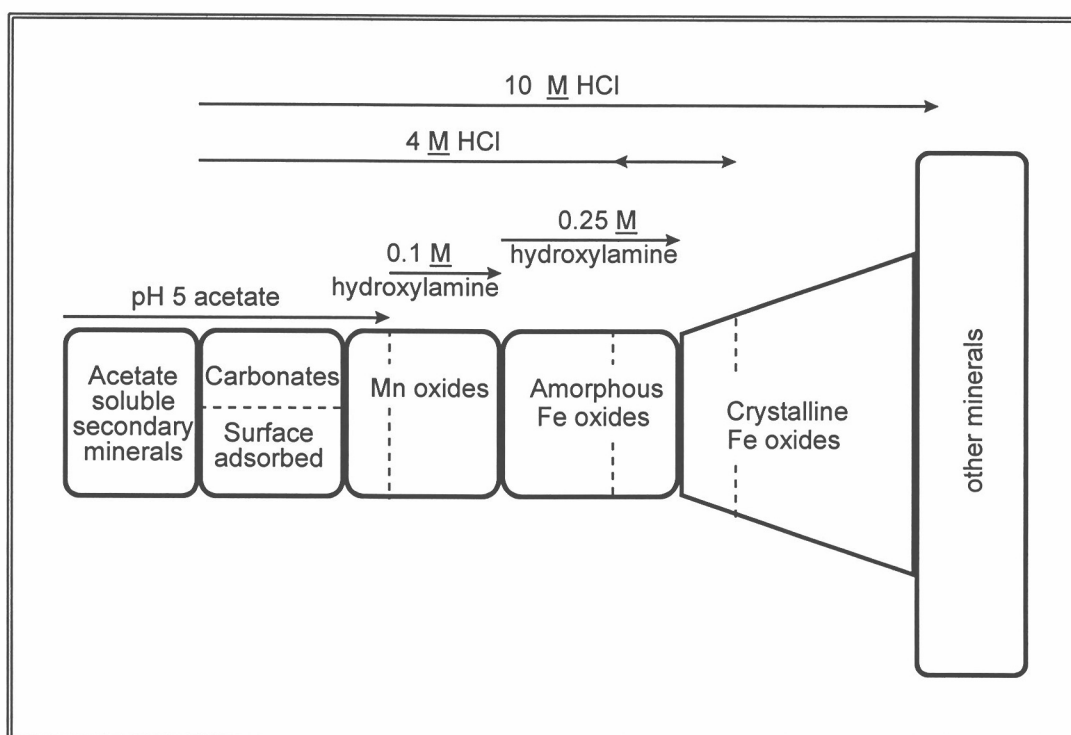 10 M HCl
4 M HCl
0.25 M
hydroxylamine
0.1 M
hydroxylamine
pH 5 acetate
Acetate
soluble
secondary
minerals
Carbonates
Surface
adsorbed
Mn oxides
Amorphous
Fe oxides
Crystalline
Fe oxides
other minerals